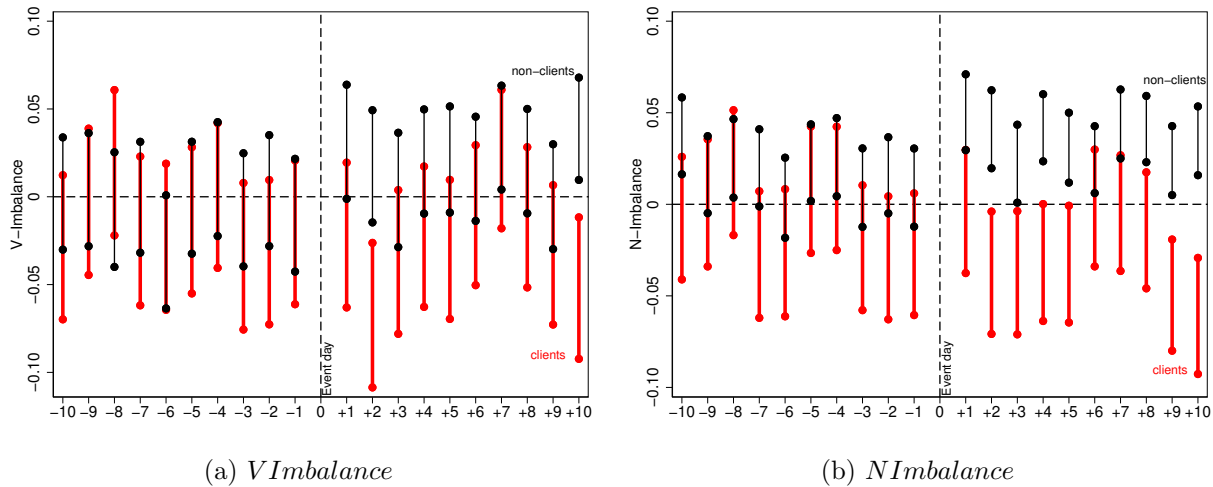 0.10
0.05
0
−0.05
−0.10
V−Imbalance
non−clients
clients
Event day
−10 −9 −8 −7 −6 −5 −4 −3 −2 −1 0 +1 +2 +3 +4 +5 +6 +7 +8 +9 +10
(a) VImbalance
0.10
0.05
0
−0.05
−0.10
N−Imbalance
non−clients
clients
Event day
−10 −9 −8 −7 −6 −5 −4 −3 −2 −1 0 +1 +2 +3 +4 +5 +6 +7 +8 +9 +10
(b) NImbalance